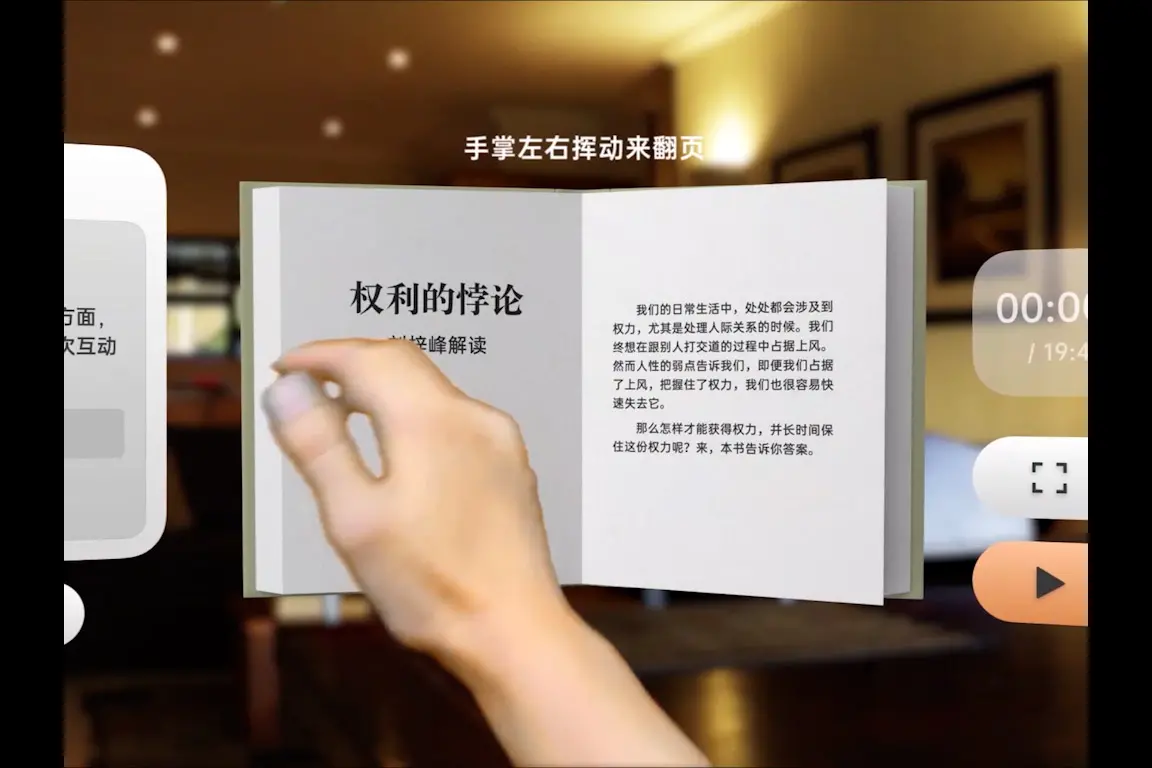 手掌左右挥动来翻页
方面，
次互动
权利的悖论
峰解读
我们的日常生活中，处处都会涉及到
权力，尤其是处理人际关系的时候。我们
终想在跟别人打交道的过程中占据上风。
然而人性的弱点告诉我们，即便我们占据
了上风，把握住了权力，我们也很容易快
速失去它。
那么怎样才能获得权力，并长时间保
住这份权力呢？来，本书告诉你答案。
00:0
/ 19:4